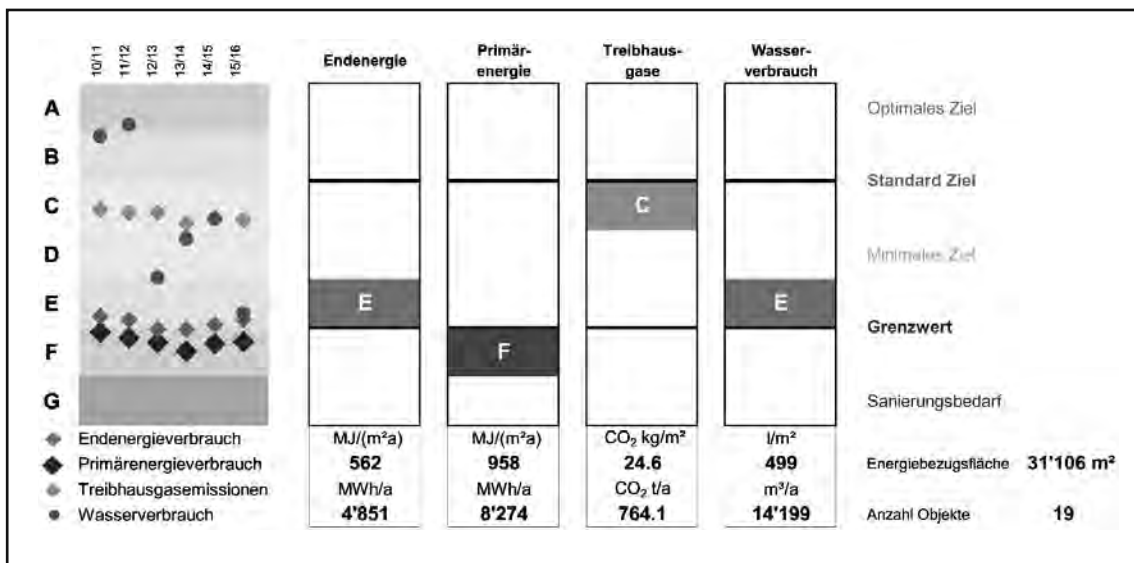 10/11
11/12
12/13
13/14
14/15
15/16
Endenergie
Primär-
energie
Treibhaus-
gase
Wasser-
verbrauch
A
B
C
D
E
F
G
E
F
C
E
Optimales Ziel
Standard Ziel
Minimales Ziel
Grenzwert
Sanierungsbedarf
Endenergieverbrauch
Primärenergieverbrauch
Treibhausgasemissionen
Wasserverbrauch
MJ/(m²a)
562
MWh/a
4'851
MJ/(m²a)
958
MWh/a
8'274
CO₂ kg/m²
24.6
CO₂ t/a
764.1
l/m²
499
m³/a
14'199
Energiebezugsfläche 31'106 m²
Anzahl Objekte 19